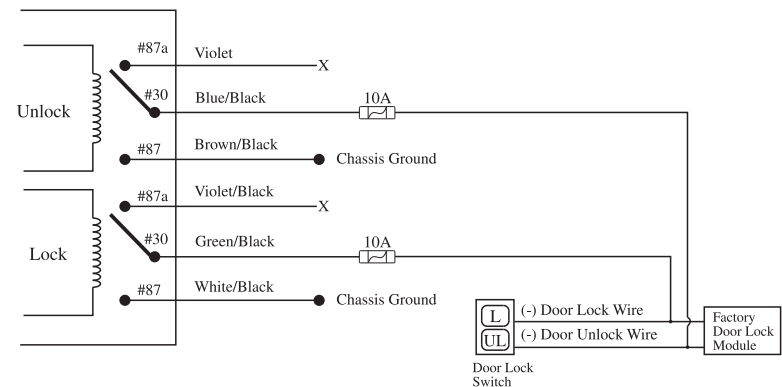 #87a Violet X
Unlock #30 Blue/Black 10A
#87 Brown/Black Chassis Ground
#87a Violet/Black X
Lock #30 Green/Black 10A
#87 White/Black Chassis Ground
L (-) Door Lock Wire
UL (-) Door Unlock Wire
Door Lock
Switch
Factory
Door Lock
Module